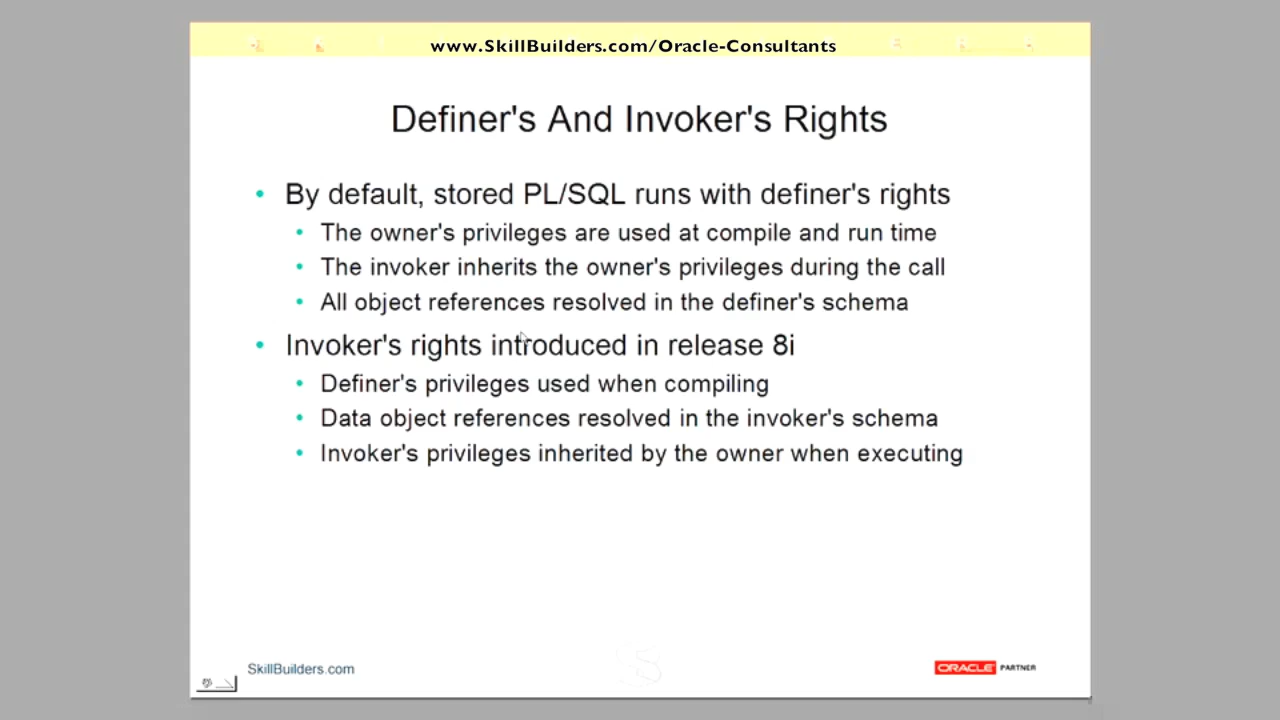 www.SkillBuilders.com/Oracle-Consultants
Definer's And Invoker's Rights
By default, stored PL/SQL runs with definer's rights
The owner's privileges are used at compile and run time
The invoker inherits the owner's privileges during the call
All object references resolved in the definer's schema
Invoker's rights introduced in release 8i
Definer's privileges used when compiling
Data object references resolved in the invoker's schema
Invoker's privileges inherited by the owner when executing
SkillBuilders.com
ORACLE PARTNER